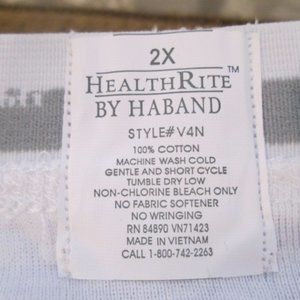 2X
HEALTHRITE™
BY HABAND
STYLE#V4N
100% COTTON
MACHINE WASH COLD
GENTLE AND SHORT CYCLE
TUMBLE DRY LOW
NON-CHLORINE BLEACH ONLY
NO FABRIC SOFTENER
NO WRINGING
RN 84890 VN71423
MADE IN VIETNAM
CALL 1-800-742-2263